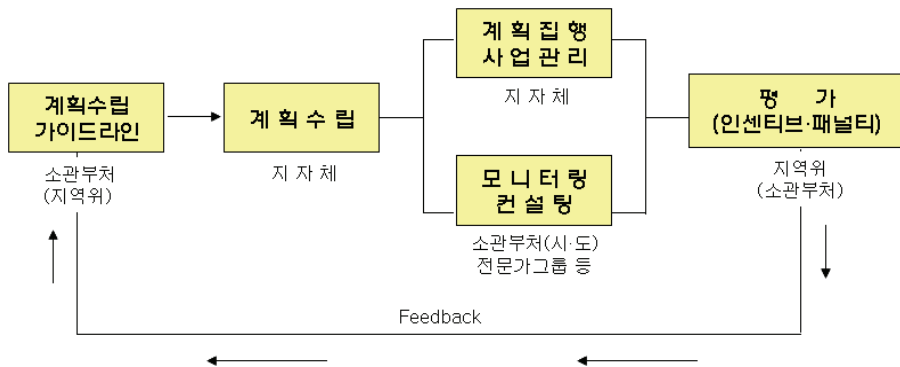 계획수립
가이드라인
소관부처
(지역위)
계 획 수 립
지 자 체
계 획 집 행
사 업 관 리
지 자 체
모 니 터 링
컨 설 팅
소관부처(시·도)
전문가그룹 등
평 가
(인센티브·패널티)
지역위
(소관부처)
Feedback